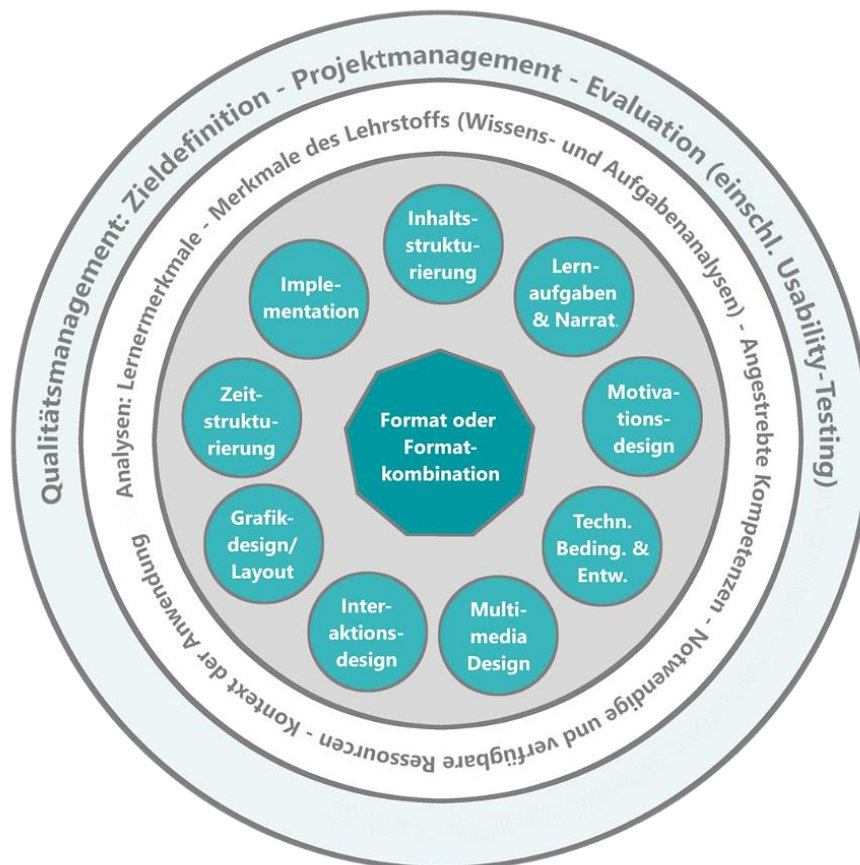 Qualitätsmanagement: Zieldefinition - Projektmanagement - Evaluation (einschl. Usability-Testing)
Analysen: Lernermerkmale - Merkmale des Lehrstoffs (Wissens- und Aufgabenanalysen) - Angestrebte Kompetenzen - Notwendige und verfügbare Ressourcen - Kontext der Anwendung
Inhalts-
struktu-
rierung
Lern-
aufgaben
& Narrat.
Motiva-
tions-
design
Techn.
Beding. &
Entw.
Multi-
media
Design
Inter-
aktions-
design
Grafik-
design/
Layout
Zeit-
struktu-
rierung
Imple-
mentation
Format oder
Format-
kombination